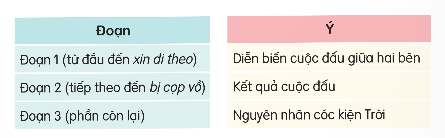 Đoạn
Đoạn 1 (từ đầu đến xin đi theo)
Đoạn 2 (tiếp theo đến bị cọp vồ)
Đoạn 3 (phần còn lại)
Ý
Diễn biến cuộc đấu giữa hai bên
Kết quả cuộc đấu
Nguyên nhân cóc kiện Trời